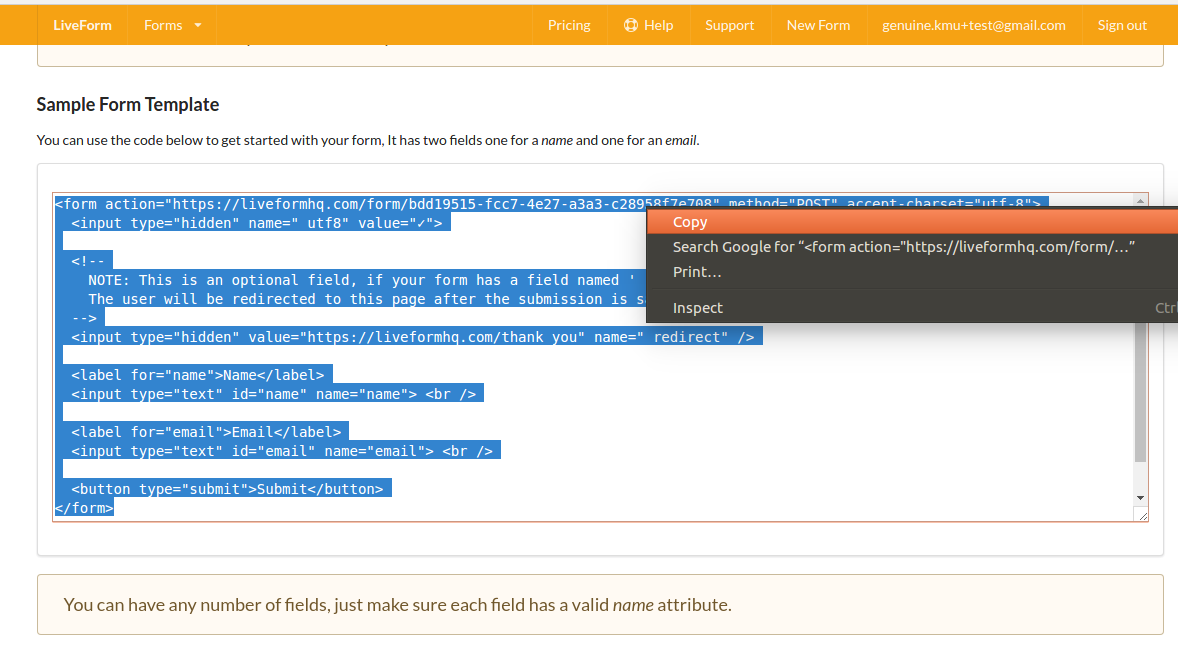 LiveForm Forms Pricing Help Support New Form genuine.kmu+test@gmail.com Sign out
Sample Form Template
You can use the code below to get started with your form, It has two fields one for a name and one for an email.
<form action="https://liveformhq.com/form/bdd19515-fcc7-4e27-a3a3-c28958f7e708" method="POST" accept-charset="utf-8">
<input type="hidden" name=" utf8" value="✓">
<!--
NOTE: This is an optional field, if your form has a field named '
The user will be redirected to this page after the submission is
-->
<input type="hidden" value="https://liveformhq.com/thank you" name=" redirect" />
<label for="name">Name</label>
<input type="text" id="name" name="name"> <br />
<label for="email">Email</label>
<input type="text" id="email" name="email"> <br />
<button type="submit">Submit</button>
</form>
Copy
Search Google for “<form action="https://liveformhq.com/form/…”
Print…
Inspect
You can have any number of fields, just make sure each field has a valid name attribute.